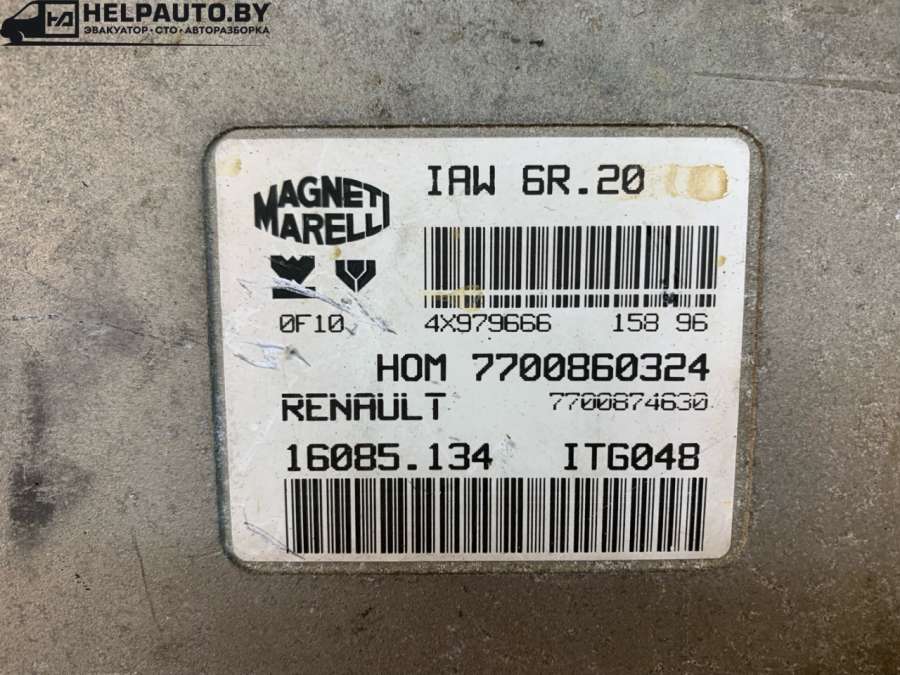 HELPAUTO.BY
ЭВАКУАТОР • СТО • АВТОРАЗБОРКА
MAGNETI MARELLI
IAW 6R.20
0F10
4X979666 158 96
HOM 7700860324
RENAULT 7700874630
16085.134 ITG048